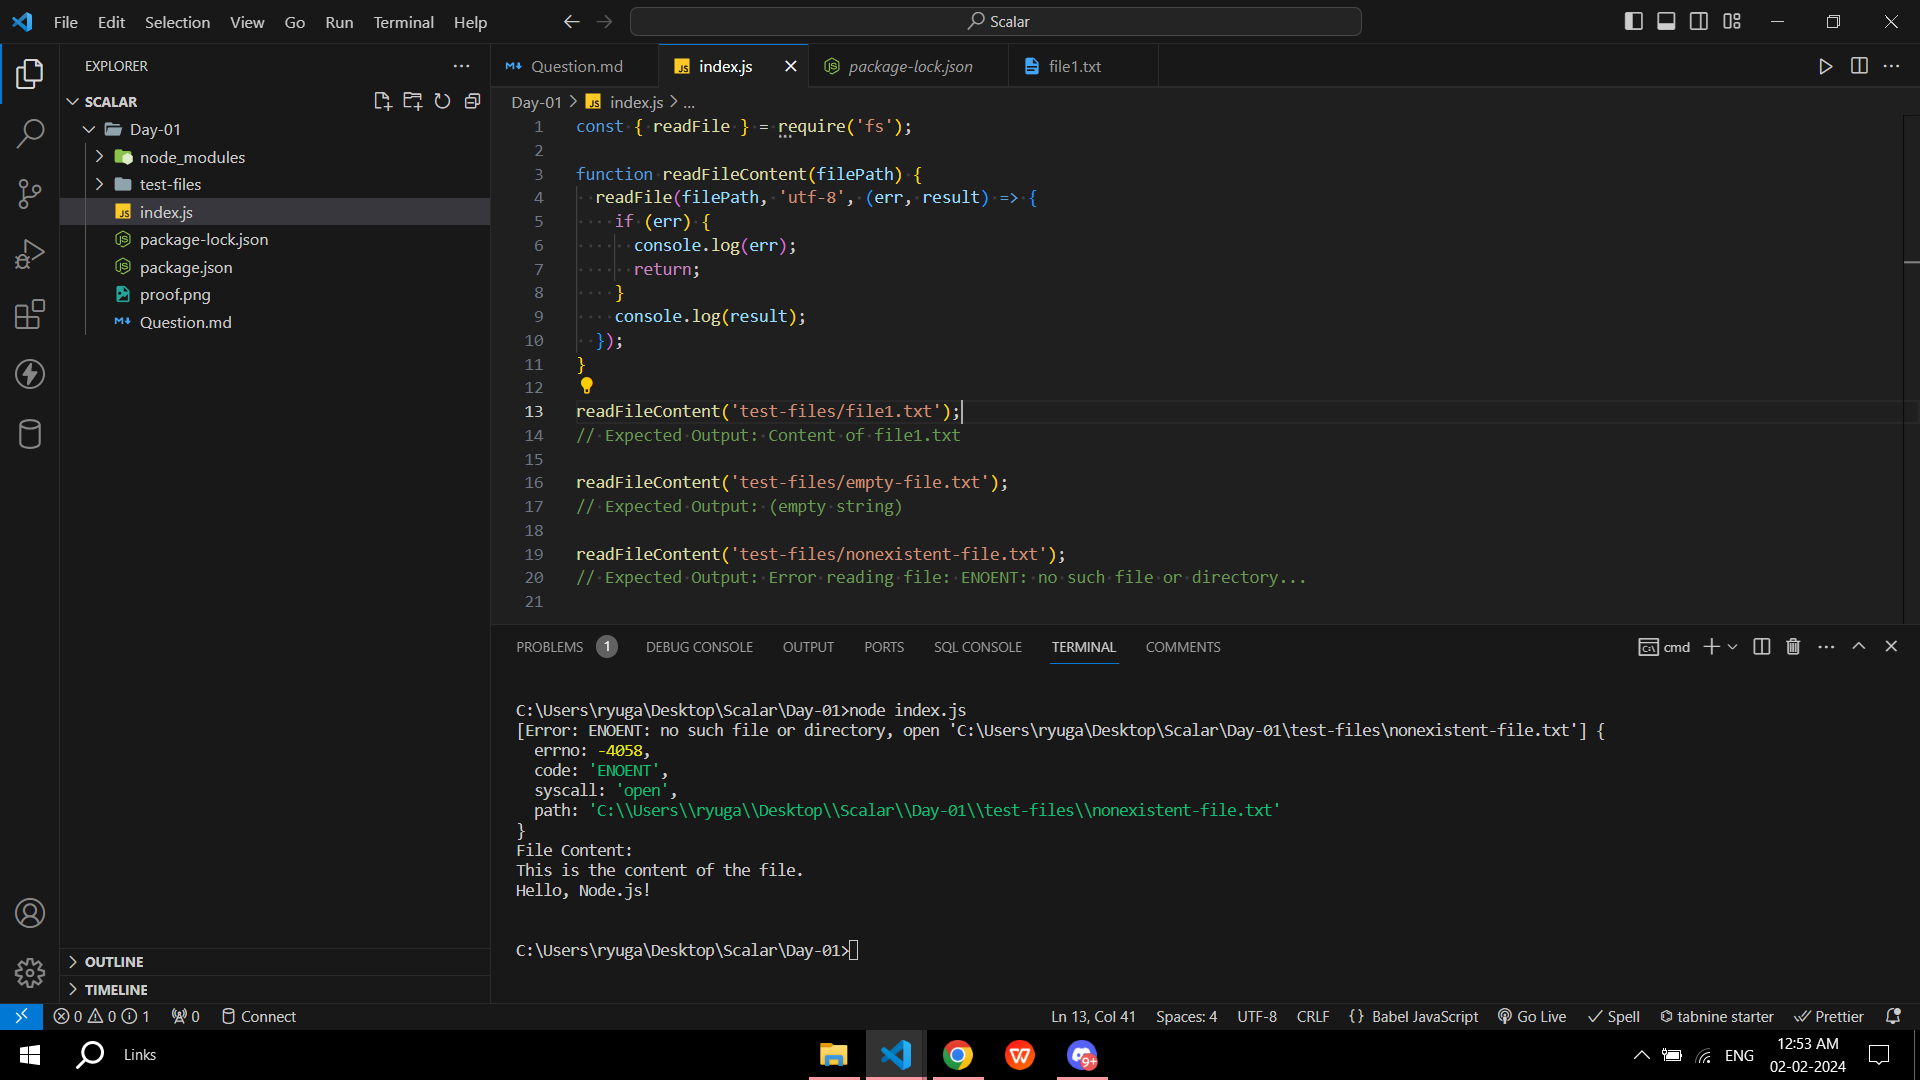 File Edit Selection View Go Run Terminal Help
Scalar
EXPLORER
SCALAR
Day-01
node_modules
test-files
index.js
package-lock.json
package.json
proof.png
Question.md
OUTLINE
TIMELINE
Question.md index.js package-lock.json file1.txt
Day-01 > index.js > ...
1 const { readFile } = require('fs');
2
3 function readFileContent(filePath) {
4 readFile(filePath, 'utf-8', (err, result) => {
5 if (err) {
6 console.log(err);
7 return;
8 }
9 console.log(result);
10 });
11 }
12
13 readFileContent('test-files/file1.txt');
14 // Expected Output: Content of file1.txt
15
16 readFileContent('test-files/empty-file.txt');
17 // Expected Output: (empty string)
18
19 readFileContent('test-files/nonexistent-file.txt');
20 // Expected Output: Error reading file: ENOENT: no such file or directory...
21
PROBLEMS 1 DEBUG CONSOLE OUTPUT PORTS SQL CONSOLE TERMINAL COMMENTS
cmd
C:\Users\ryuga\Desktop\Scalar\Day-01>node index.js
[Error: ENOENT: no such file or directory, open 'C:\Users\ryuga\Desktop\Scalar\Day-01\test-files\nonexistent-file.txt'] {
errno: -4058,
code: 'ENOENT',
syscall: 'open',
path: 'C:\\Users\\ryuga\\Desktop\\Scalar\\Day-01\\test-files\\nonexistent-file.txt'
}
File Content:
This is the content of the file.
Hello, Node.js!
C:\Users\ryuga\Desktop\Scalar\Day-01>
0 0 1 0 Connect
Ln 13, Col 41 Spaces: 4 UTF-8 CRLF {} Babel JavaScript Go Live Spell tabnine starter Prettier
Links
9+
ENG
12:53 AM
02-02-2024